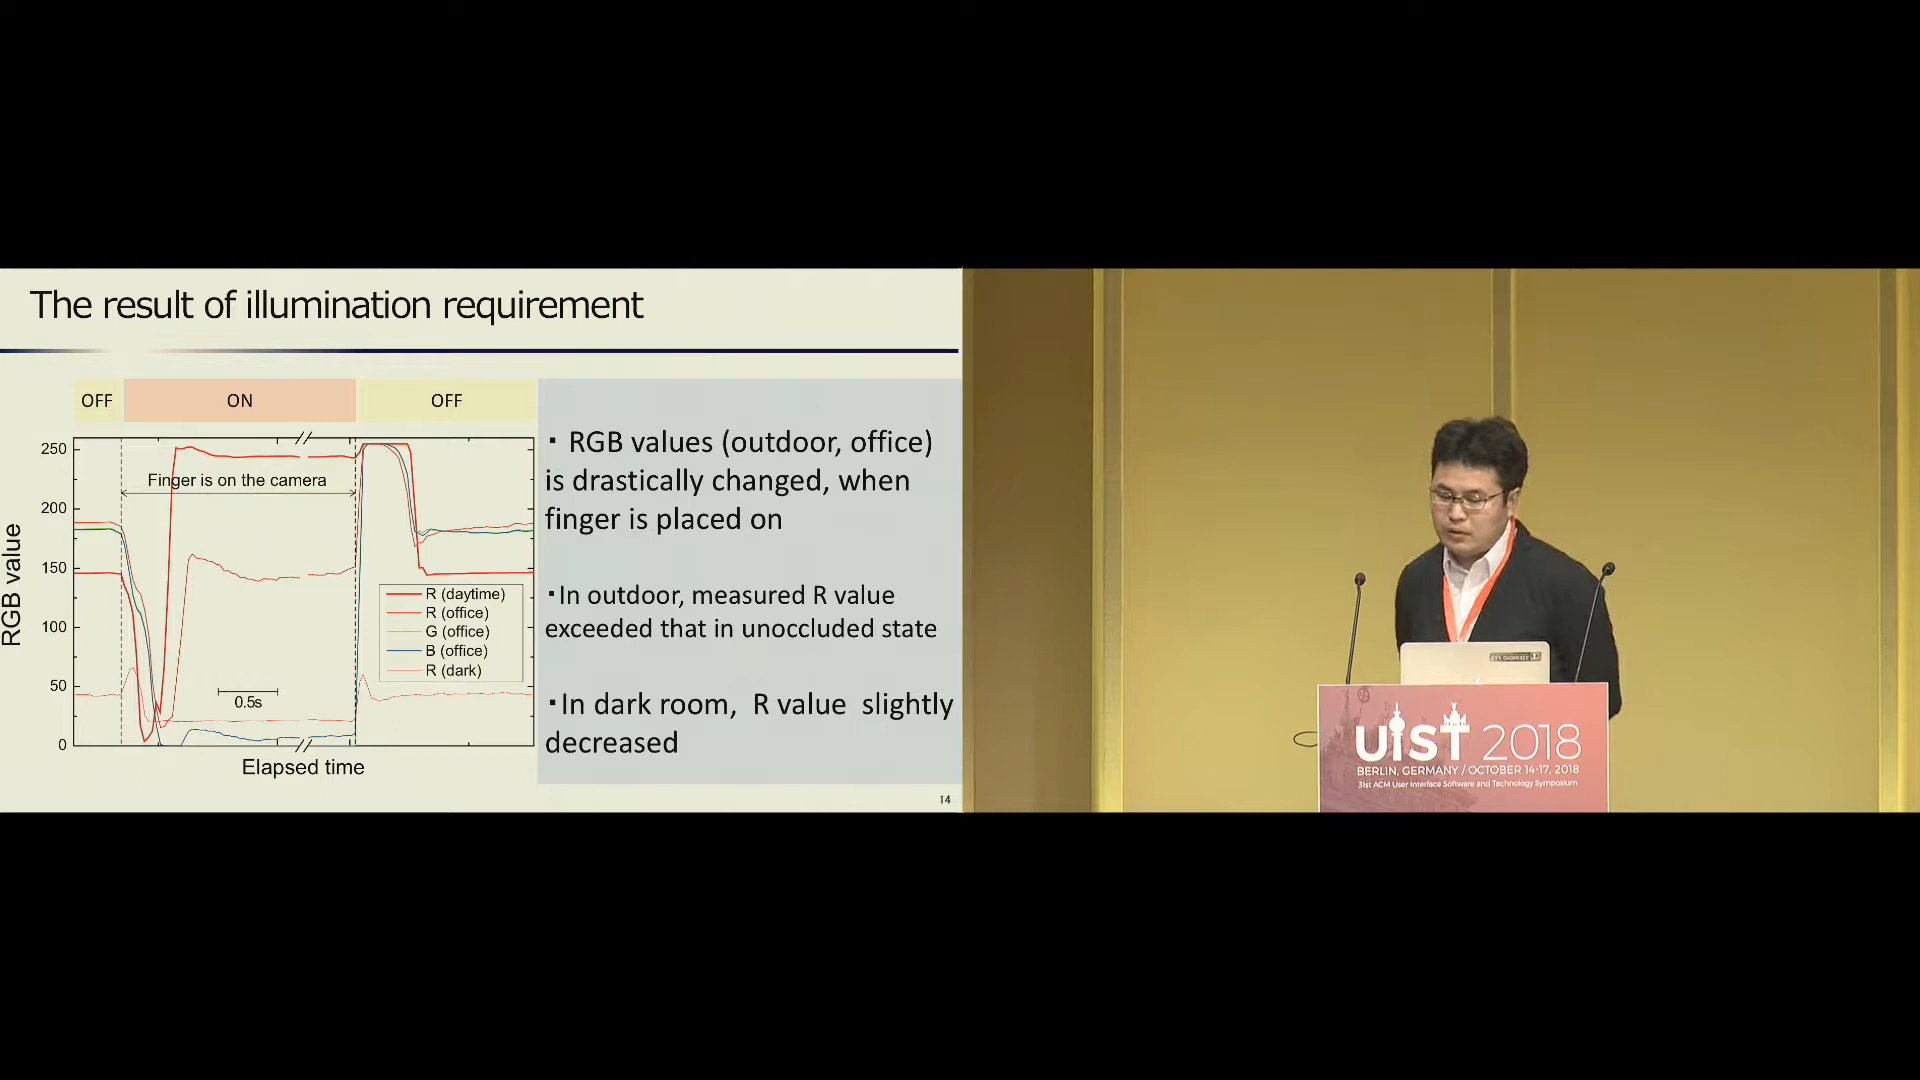 The result of illumination requirement
OFF
ON
OFF
250
200
150
100
50
0
RGB value
Finger is on the camera
R (daytime)
R (office)
G (office)
B (office)
R (dark)
0.5s
Elapsed time
・ RGB values (outdoor, office)
is drastically changed, when
finger is placed on
・In outdoor, measured R value
exceeded that in unoccluded state
・In dark room, R value slightly
decreased
14
UIST 2018
BERLIN, GERMANY / OCTOBER 14-17, 2018
31st ACM User Interface Software and Technology Symposium